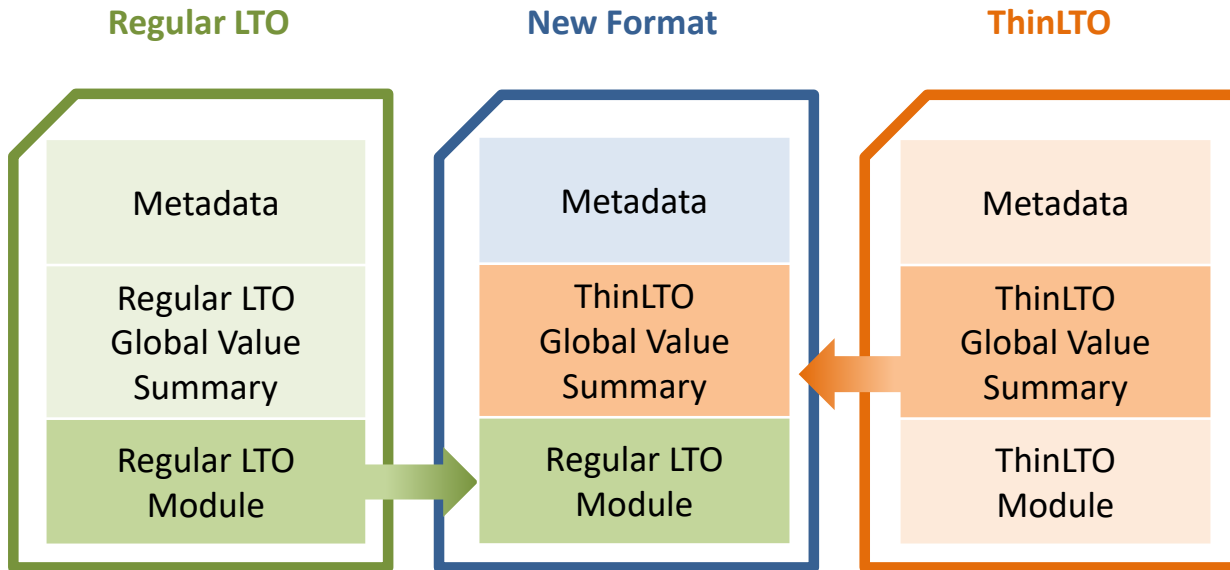 Regular LTO
New Format
ThinLTO
Metadata
Regular LTO
Global Value
Summary
Regular LTO
Module
Metadata
ThinLTO
Global Value
Summary
Regular LTO
Module
Metadata
ThinLTO
Global Value
Summary
ThinLTO
Module